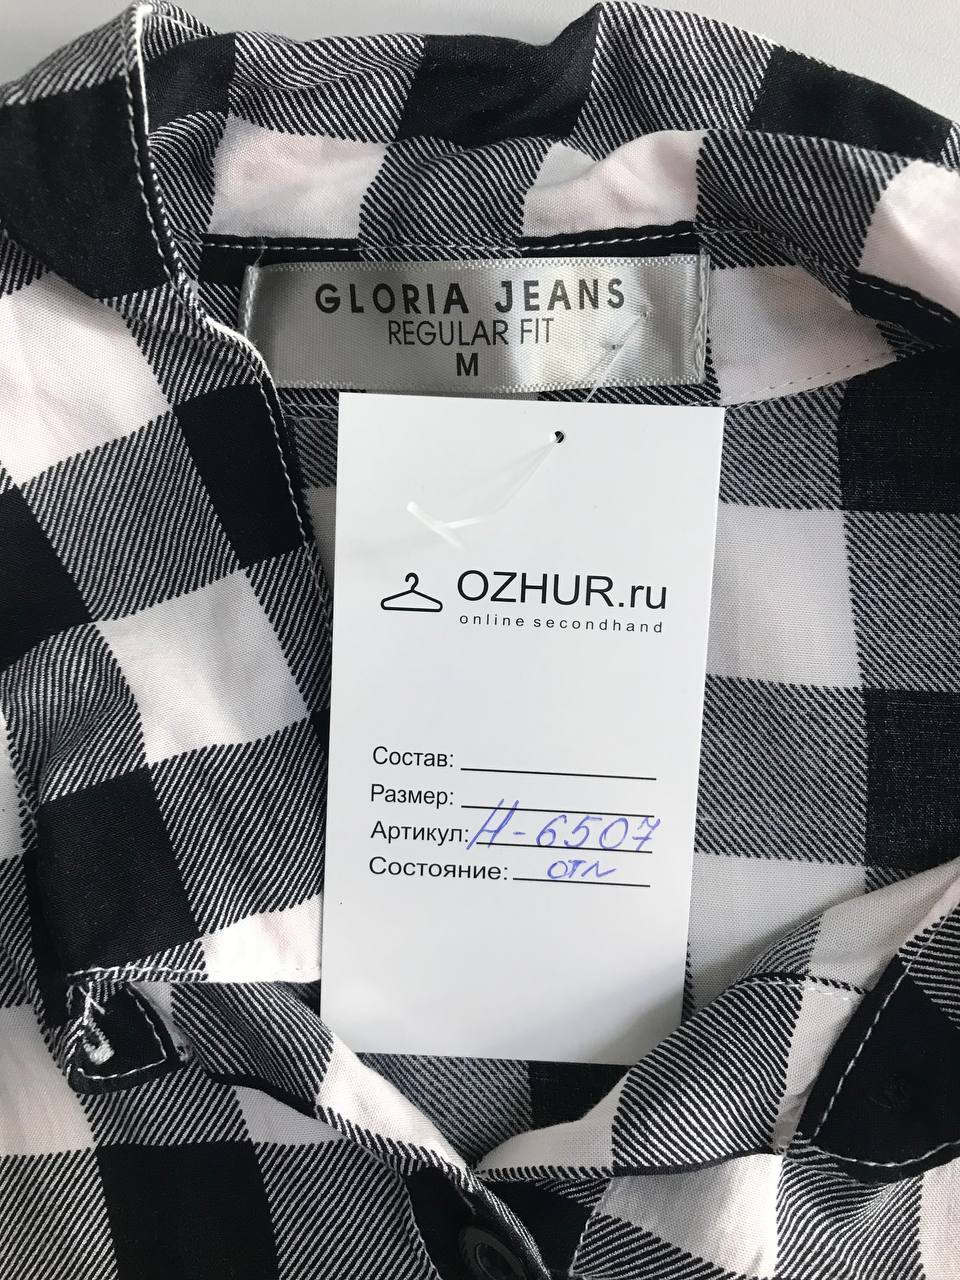 GLORIA JEANS
REGULAR FIT
M
OZHUR.ru
online secondhand
Состав:
Размер:
Артикул: Н-6507
Состояние: отл